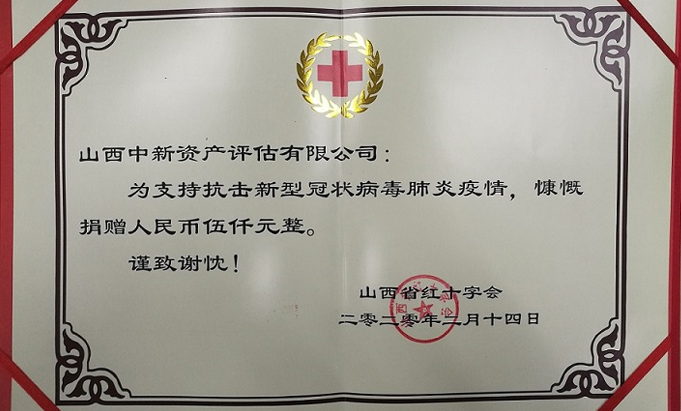 山西中新资产评估有限公司：
为支持抗击新型冠状病毒肺炎疫情，慷慨
捐赠人民币伍仟元整。
谨致谢忱！
山西省红十字会
二零二零年二月十四日